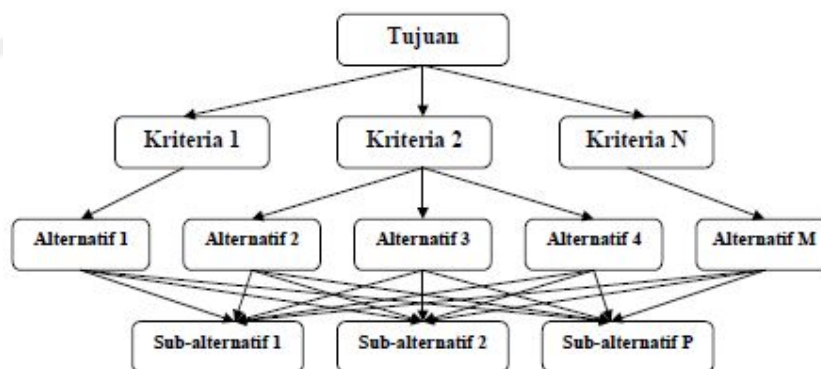 Tujuan
Kriteria 1 Kriteria 2 Kriteria N
Alternatif 1 Alternatif 2 Alternatif 3 Alternatif 4 Alternatif M
Sub-alternatif 1 Sub-alternatif 2 Sub-alternatif P